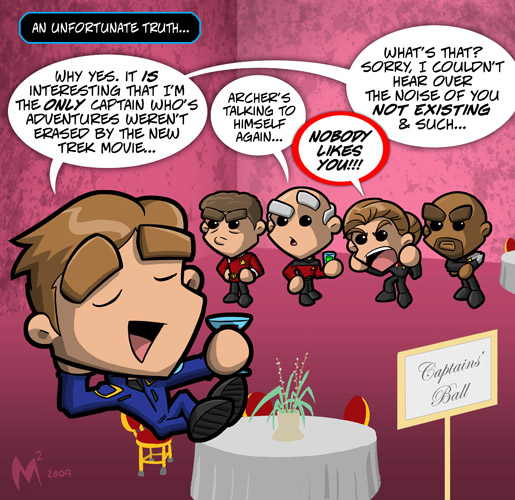 AN UNFORTUNATE TRUTH...
WHY YES. IT IS
INTERESTING THAT I'M
THE ONLY CAPTAIN WHO'S
ADVENTURES WEREN'T
ERASED BY THE NEW
TREK MOVIE...
WHAT'S THAT?
SORRY, I COULDN'T
HEAR OVER
THE NOISE OF YOU
NOT EXISTING
& SUCH...
ARCHER'S
TALKING TO
HIMSELF
AGAIN...
NOBODY
LIKES
YOU!!!
Captains'
Ball
M2 2009